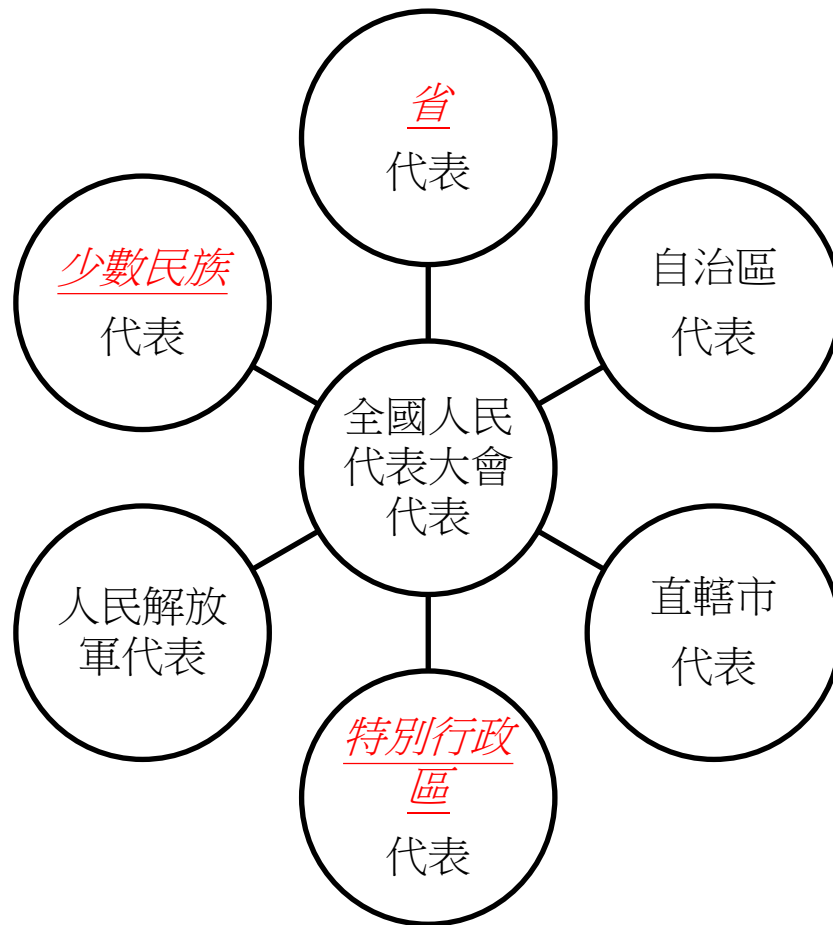 省
代表
少數民族
代表
自治區
代表
全國人民
代表大會
代表
人民解放
軍代表
直轄市
代表
特別行政
區
代表